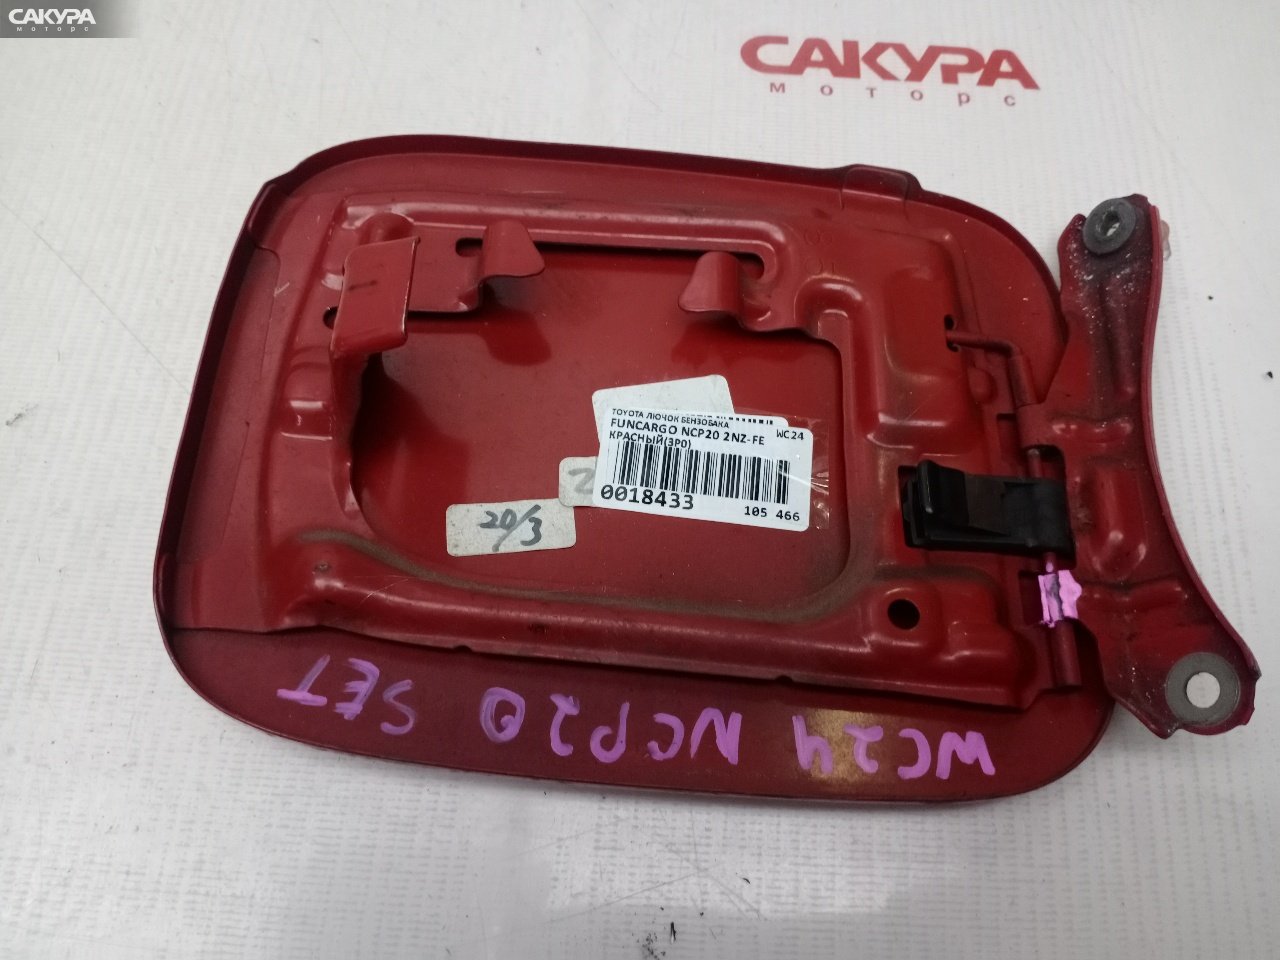 САКУРА
моторс
САКУРА
моторс
TOYOTA ЛЮЧОК БЕНЗОБАКА
FUNCARGO NCP20 2NZ-FE WC24
КРАСНЫЙ(3P0)
0018433
105 466
20/3
WC24 NCP20 SET